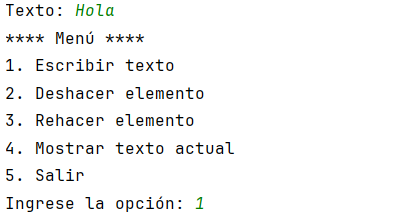 Texto: Hola
**** Menú ****
1. Escribir texto
2. Deshacer elemento
3. Rehacer elemento
4. Mostrar texto actual
5. Salir
Ingrese la opción: 1